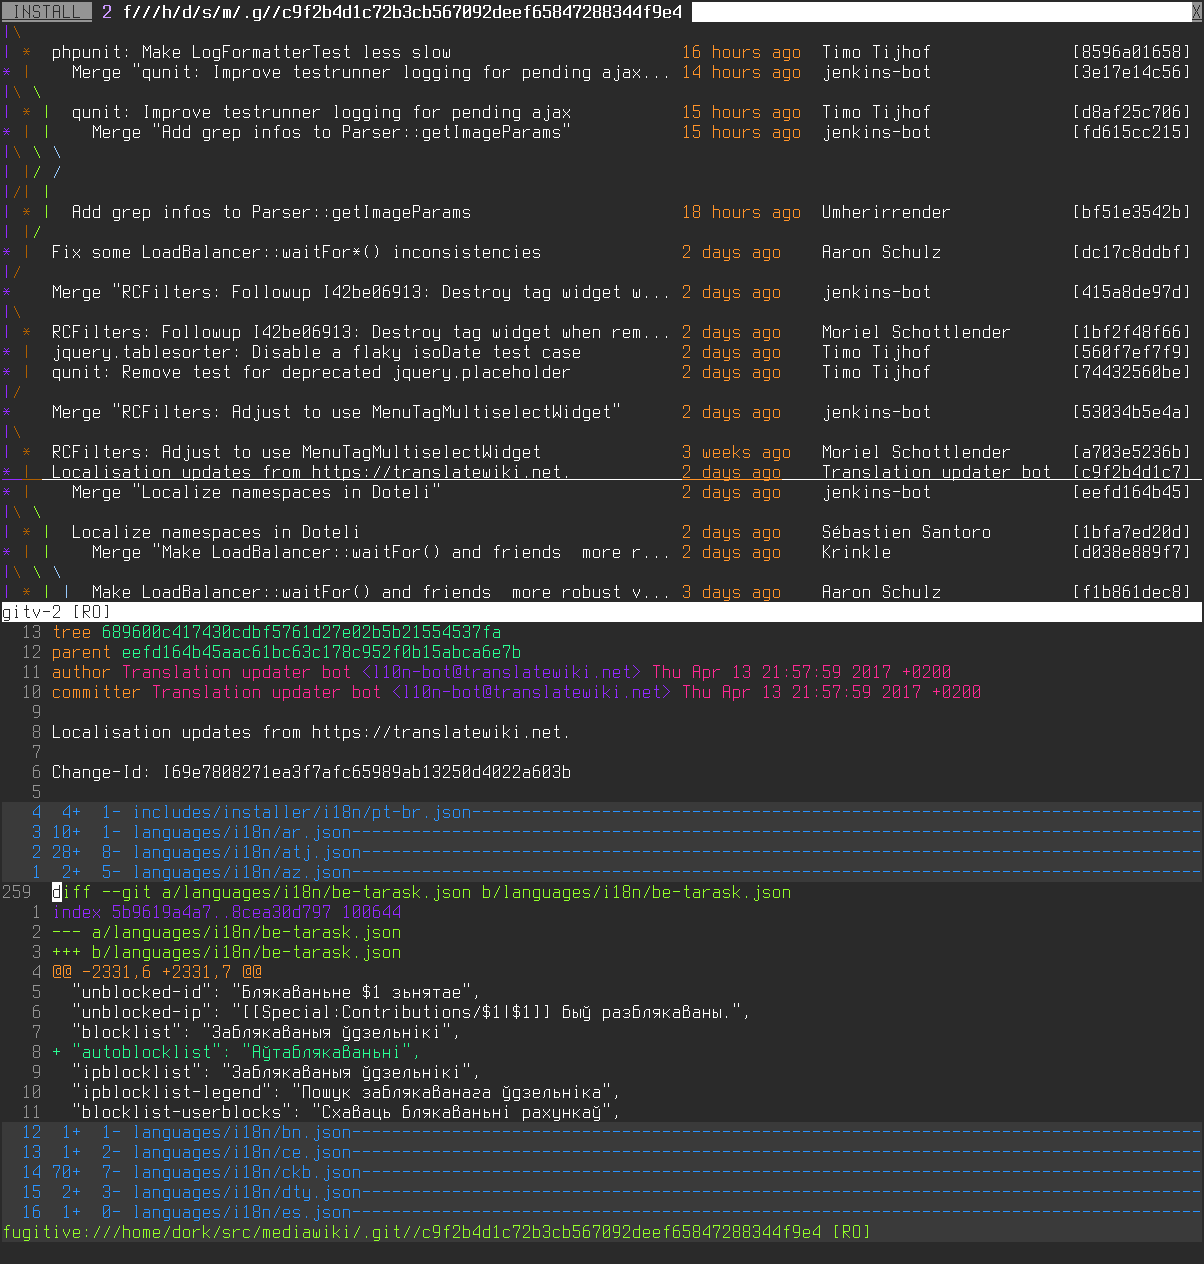 INSTALL 2 f///h/d/s/m/.g//c9f2b4d1c72b3cb567092deef65847288344f9e4 X
|\
| * phpunit: Make LogFormatterTest less slow 16 hours ago Timo Tijhof [8596a01658]
* | Merge "qunit: Improve testrunner logging for pending ajax... 14 hours ago jenkins-bot [3e17e14c56]
|\ \
| * | qunit: Improve testrunner logging for pending ajax 15 hours ago Timo Tijhof [d8af25c706]
* | | Merge "Add grep infos to Parser::getImageParams" 15 hours ago jenkins-bot [fd615cc215]
|\ \ \
| |/ /
|/| |
| * | Add grep infos to Parser::getImageParams 18 hours ago Umherirrender [bf51e3542b]
| |/
* | Fix some LoadBalancer::waitFor*() inconsistencies 2 days ago Aaron Schulz [dc17c8ddbf]
|/
* Merge "RCFilters: Followup I42be06913: Destroy tag widget w... 2 days ago jenkins-bot [415a8de97d]
|\
| * RCFilters: Followup I42be06913: Destroy tag widget when rem... 2 days ago Moriel Schottlender [1bf2f48f66]
* | jquery.tablesorter: Disable a flaky isoDate test case 2 days ago Timo Tijhof [560f7ef7f9]
* | qunit: Remove test for deprecated jquery.placeholder 2 days ago Timo Tijhof [74432560be]
|/
* Merge "RCFilters: Adjust to use MenuTagMultiselectWidget" 2 days ago jenkins-bot [53034b5e4a]
|\
| * RCFilters: Adjust to use MenuTagMultiselectWidget 3 weeks ago Moriel Schottlender [a703e5236b]
* | Localisation updates from https://translatewiki.net. 2 days ago Translation updater bot [c9f2b4d1c7]
* | Merge "Localize namespaces in Doteli" 2 days ago jenkins-bot [eefd164b45]
|\ \
| * | Localize namespaces in Doteli 2 days ago Sébastien Santoro [1bfa7ed20d]
* | | Merge "Make LoadBalancer::waitFor() and friends more r... 2 days ago Krinkle [d038e889f7]
|\ \ \
| * | | Make LoadBalancer::waitFor() and friends more robust v... 3 days ago Aaron Schulz [f1b861dec8]
gitv-2 [RO]
13 tree 689600c417430cdbf5761d27e02b5b21554537fa
12 parent eefd164b45aac61bc63c178c952f0b15abca6e7b
11 author Translation updater bot <l10n-bot@translatewiki.net> Thu Apr 13 21:57:59 2017 +0200
10 committer Translation updater bot <l10n-bot@translatewiki.net> Thu Apr 13 21:57:59 2017 +0200
9
8 Localisation updates from https://translatewiki.net.
7
6 Change-Id: I69e7808271ea3f7afc65989ab13250d4022a603b
5
4 4+ 1- includes/installer/i18n/pt-br.json
3 10+ 1- languages/i18n/ar.json
2 28+ 8- languages/i18n/atj.json
1 2+ 5- languages/i18n/az.json
259 diff --git a/languages/i18n/be-tarask.json b/languages/i18n/be-tarask.json
1 index 5b9619a4a7..8cea30d797 100644
2 --- a/languages/i18n/be-tarask.json
3 +++ b/languages/i18n/be-tarask.json
4 @@ -2331,6 +2331,7 @@
5 "unblocked-id": "Блякаваньне $1 зьнятае",
6 "unblocked-ip": "[[Special:Contributions/$1|$1]] быў разблякаваны.",
7 "blocklist": "Заблякаваныя ўдзельнікі",
8 + "autoblocklist": "Аўтаблякаваньні",
9 "ipblocklist": "Заблякаваныя ўдзельнікі",
10 "ipblocklist-legend": "Пошук заблякаванага ўдзельніка",
11 "blocklist-userblocks": "Схаваць блякаваньні рахункаў",
12 1+ 1- languages/i18n/bn.json
13 1+ 2- languages/i18n/ce.json
14 70+ 7- languages/i18n/ckb.json
15 2+ 3- languages/i18n/dty.json
16 1+ 0- languages/i18n/es.json
fugitive:///home/dork/src/mediawiki/.git//c9f2b4d1c72b3cb567092deef65847288344f9e4 [RO]